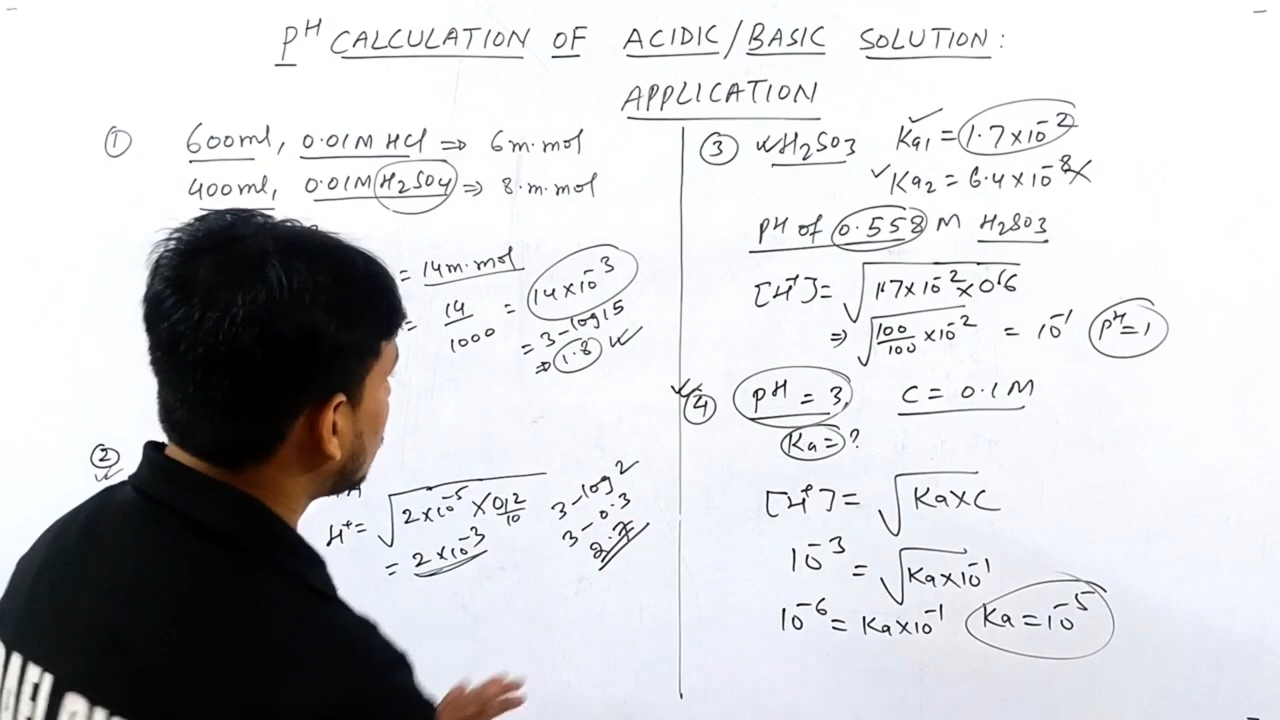 PH CALCULATION OF ACIDIC/BASIC SOLUTION:
APPLICATION
① 600ml, 0.01M HCl ⇒ 6m.mol
400ml, 0.01M H2SO4 ⇒ 8.m.mol
= 14m.mol
= 14/1000 = 14×10⁻³
= 3-log15
⇒ 1.8
②
H⁺= √2×10⁻⁵ × 0.2/10
= 2×10⁻³
3-log2
3-0.3
2.7
③ H2SO3 Ka1 = 1.7×10⁻²
Ka2 = 6.4×10⁻⁸
pH of 0.558 M H2SO3
[H⁺]= √1.7×10⁻²×0.6
⇒ √100/100 ×10⁻² = 10⁻¹ PH=1
④ pH = 3, C = 0.1M
Ka=?
[H⁺]= √Ka×C
10⁻³ = √Ka×10⁻¹
10⁻⁶ = Ka×10⁻¹ Ka=10⁻⁵